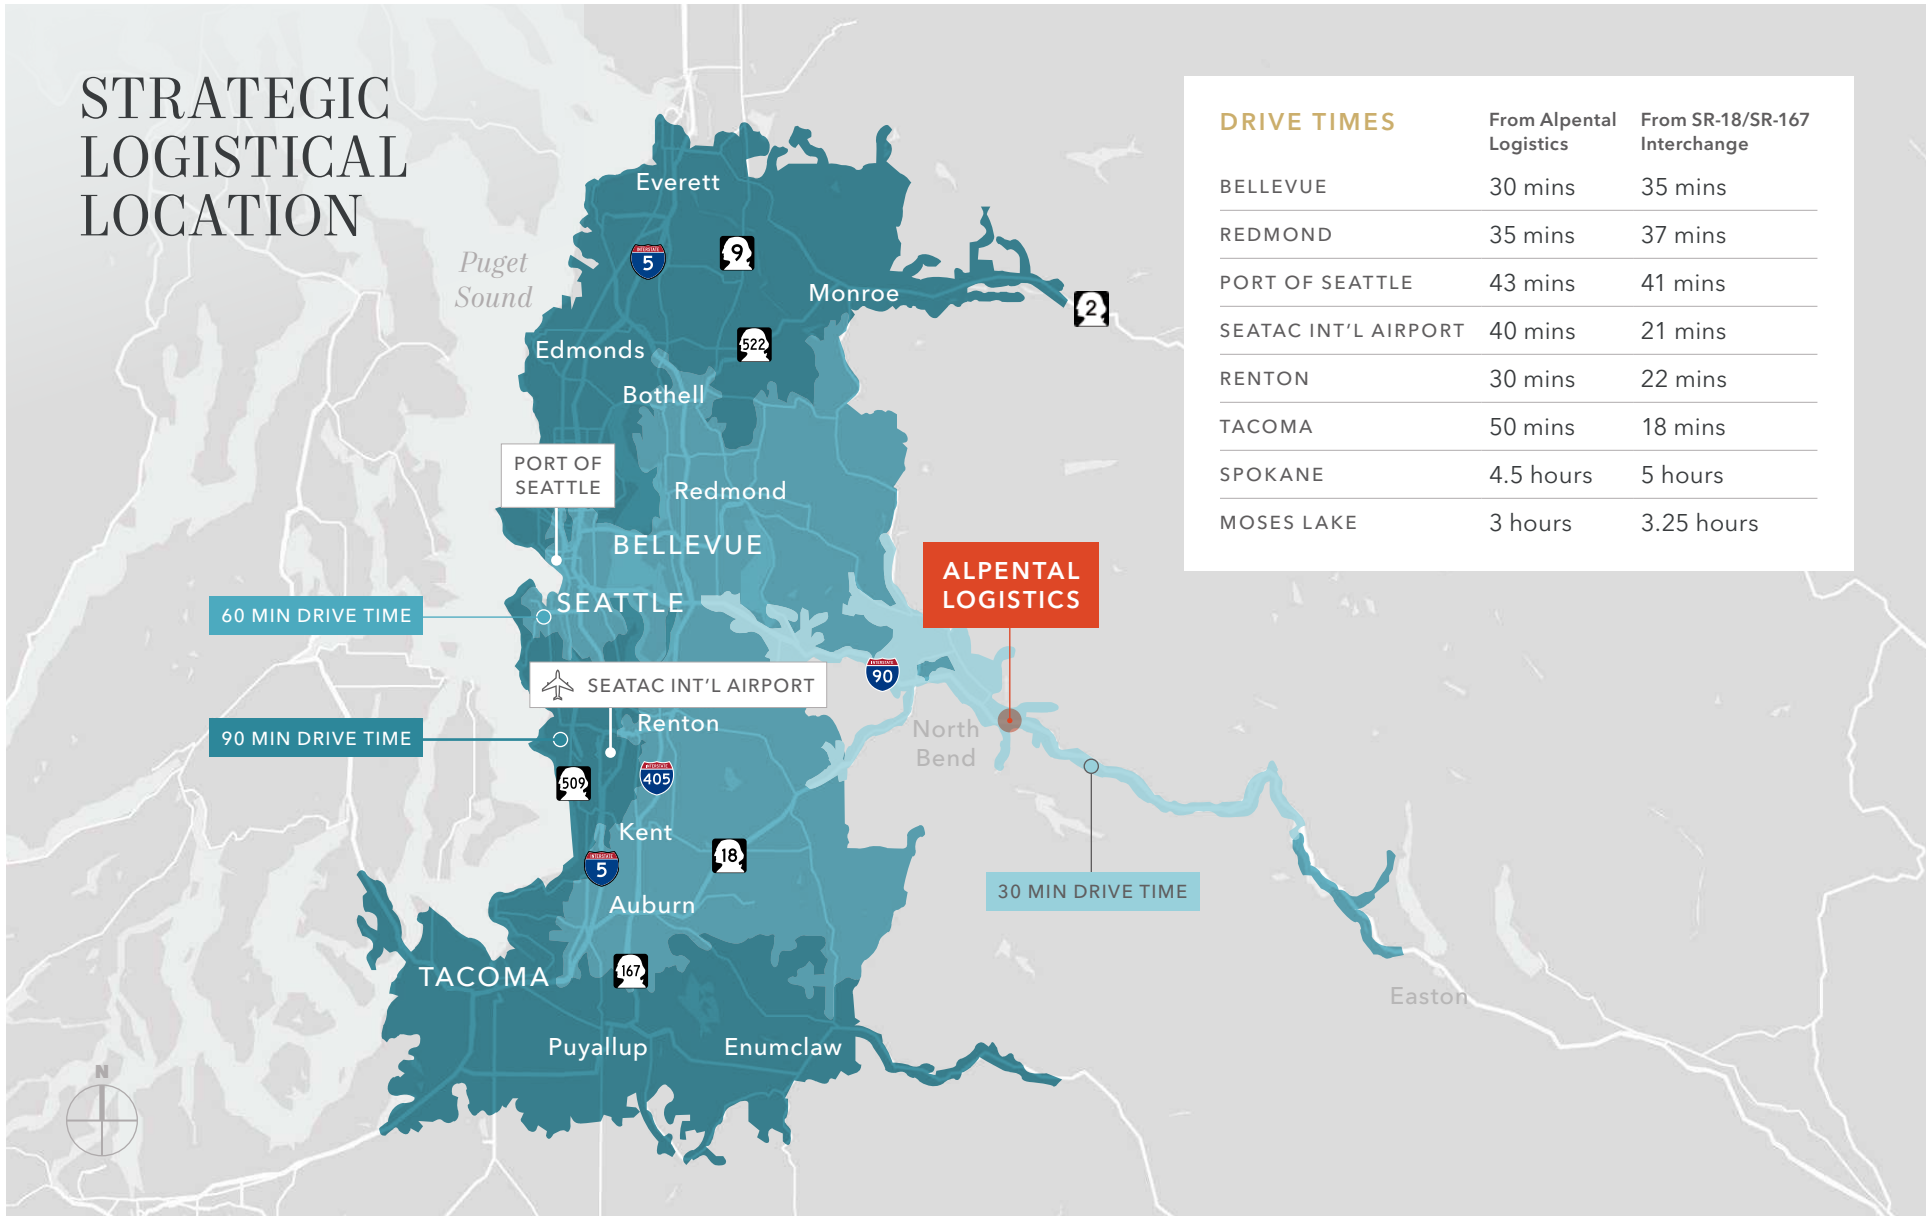 STRATEGIC
LOGISTICAL
LOCATION
DRIVE TIMES
From Alpental
Logistics
From SR-18/SR-167
Interchange
BELLEVUE 30 mins 35 mins
REDMOND 35 mins 37 mins
PORT OF SEATTLE 43 mins 41 mins
SEATAC INT'L AIRPORT 40 mins 21 mins
RENTON 30 mins 22 mins
TACOMA 50 mins 18 mins
SPOKANE 4.5 hours 5 hours
MOSES LAKE 3 hours 3.25 hours
Everett
INTERSTATE
5
9
Puget
Sound
Monroe
2
522
Edmonds
Bothell
PORT OF
SEATTLE
Redmond
BELLEVUE
ALPENTAL
LOGISTICS
SEATTLE
60 MIN DRIVE TIME
INTERSTATE
90
SEATAC INT'L AIRPORT
Renton
North
Bend
90 MIN DRIVE TIME
509
INTERSTATE
405
Kent
18
INTERSTATE
5
30 MIN DRIVE TIME
Auburn
167
TACOMA
Easton
Puyallup
Enumclaw
N